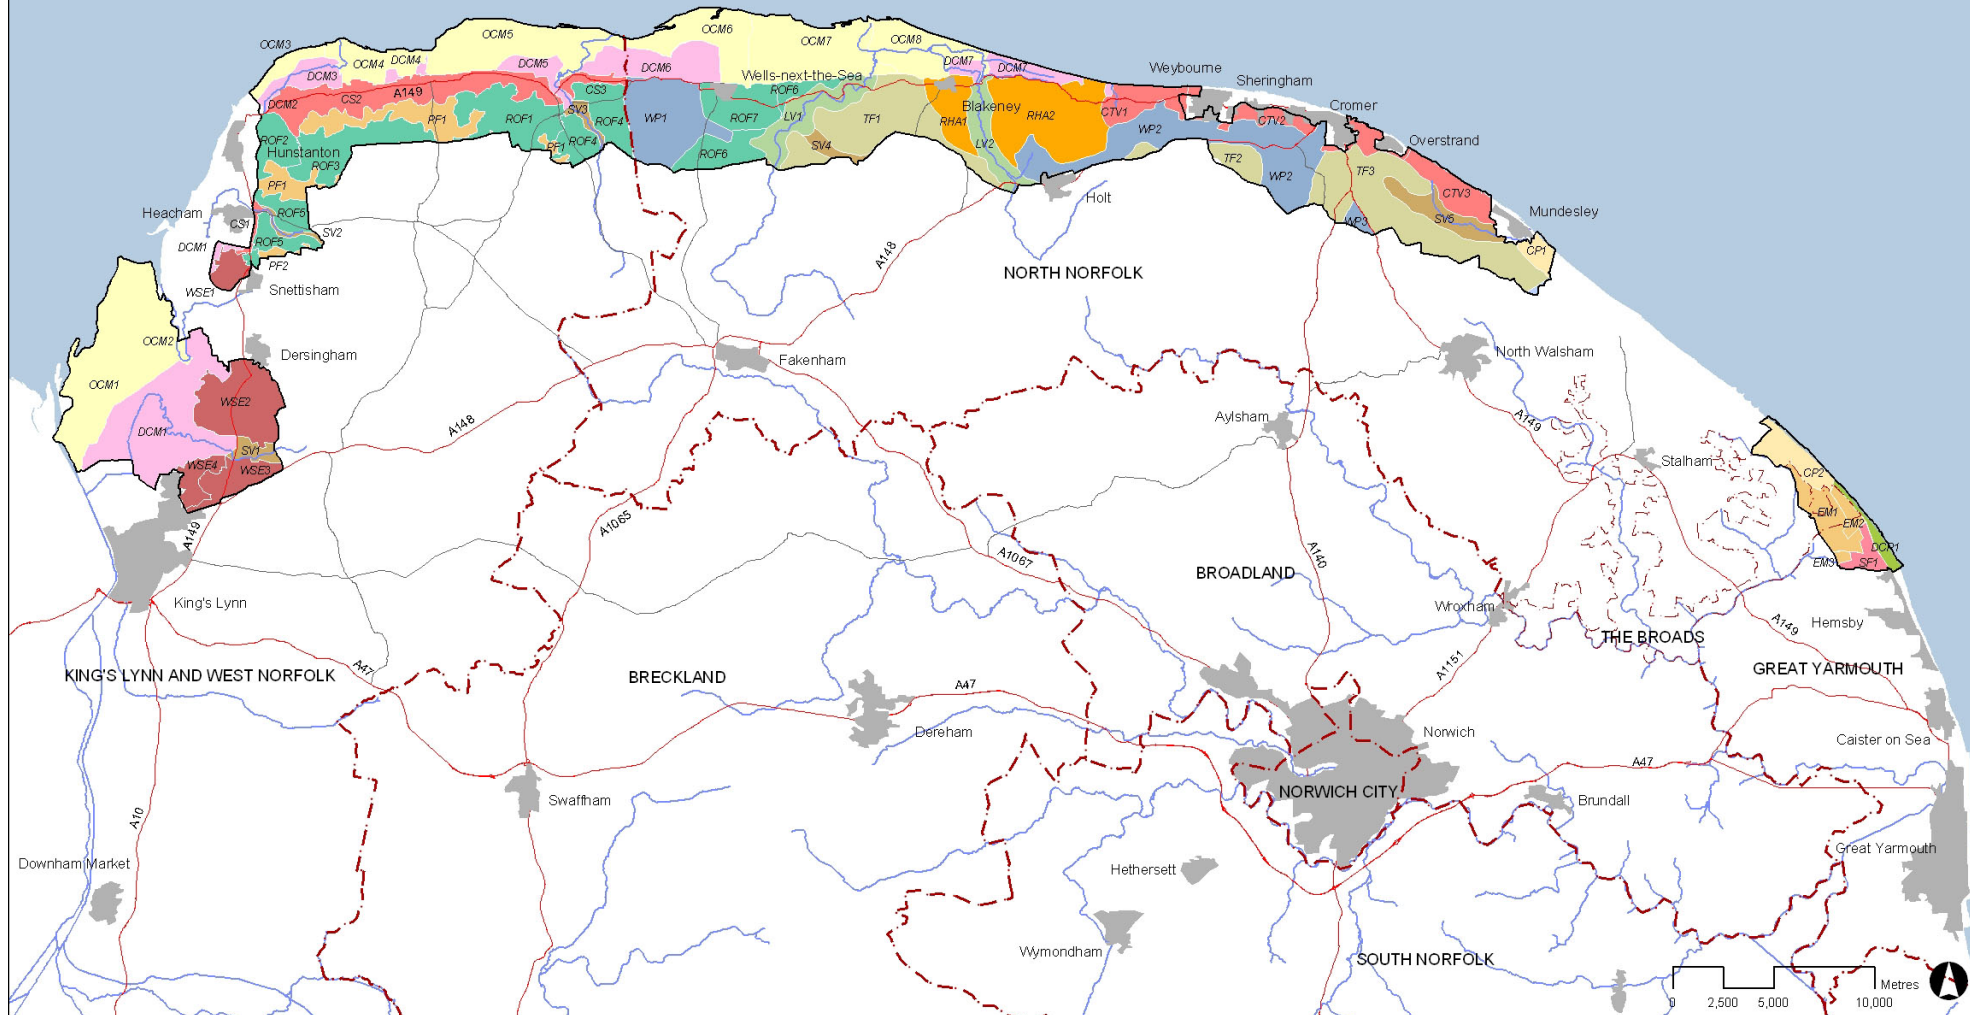 OCM6
OCM5
OCM7
OCM8
OCM3
OCM4
DCM4
DCM5
DCM6
DCM7
DCM7
Weybourne
DCM3
Wells-next-the-Sea
Sheringham
DCM2
CS2
A149
CS3
ROF6
Blakeney
Cromer
SV3
PF1
ROF1
ROF4
WP1
ROF7
LV1
TF1
RHA1
RHA2
CTV1
CTV2
WP2
Overstrand
ROF2
Hunstanton
PF1
ROF4
ROF6
SV4
LV2
TF2
ROF3
WP2
TF3
PF1
CTV3
Holt
Heacham
CS1
ROF5
SV5
Mundesley
WP3
SV2
DCM1
ROF5
CP1
PF2
A148
NORTH NORFOLK
WSE1
Snettisham
OCM2
Dersingham
Fakenham
North Walsham
OCM1
WSE2
A148
Aylsham
A149
DCM1
SV1
WSE4
WSE3
Stalham
CP2
EM1
EM2
A149
A1065
DCP1
A1067
A140
EM3
SF1
BROADLAND
King's Lynn
Wroxham
Hemsby
A149
THE BROADS
A47
A1151
GREAT YARMOUTH
KING'S LYNN AND WEST NORFOLK
BRECKLAND
A47
Dereham
Norwich
Caister on Sea
A47
NORWICH CITY
Swaffham
Brundall
A10
Great Yarmouth
Downham Market
Hethersett
Wymondham
SOUTH NORFOLK
Metres
0 2,500 5,000 10,000